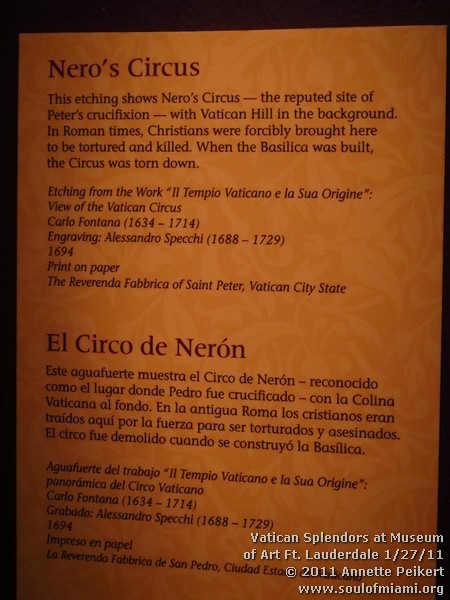 Nero's Circus
This etching shows Nero's Circus — the reputed site of
Peter's crucifixion — with Vatican Hill in the background.
In Roman times, Christians were forcibly brought here
to be tortured and killed. When the Basilica was built,
the Circus was torn down.
Etching from the Work "Il Tempio Vaticano e la Sua Origine":
View of the Vatican Circus
Carlo Fontana (1634 – 1714)
Engraving: Alessandro Specchi (1688 – 1729)
1694
Print on paper
The Reverenda Fabbrica of Saint Peter, Vatican City State
El Circo de Nerón
Este aguafuerte muestra el Circo de Nerón – reconocido
como el lugar donde Pedro fue crucificado – con la Colina
Vaticana al fondo. En la antigua Roma los cristianos eran
traídos aquí por la fuerza para ser torturados y asesinados.
El circo fue demolido cuando se construyó la Basílica.
Aguafuerte del trabajo "Il Tempio Vaticano e la Sua Origine":
panorámica del Circo Vaticano
Carlo Fontana (1634 – 1714)
Grabado: Alessandro Specchi (1688 – 1729)
1694
Impreso en papel
La Reverenda Fabbrica de San Pedro, Ciudad Estado
Vatican Splendors at Museum
of Art Ft. Lauderdale 1/27/11
© 2011 Annette Peikert
www.soulofmiami.org